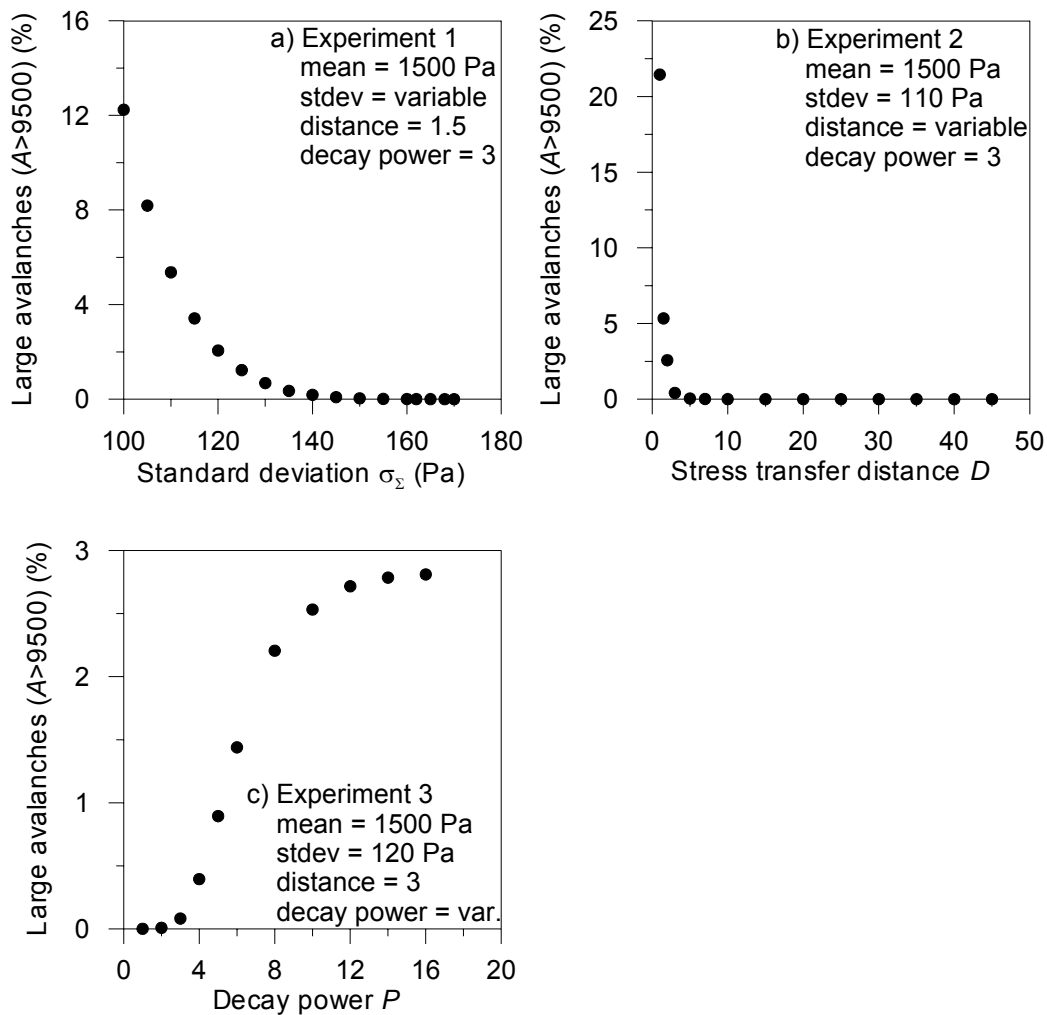 16
12
8
4
0
100 120 140 160 180
Large avalanches (A>9500) (%)
Standard deviation σΣ (Pa)
a) Experiment 1
mean = 1500 Pa
stdev = variable
distance = 1.5
decay power = 3
25
20
15
10
5
0
0 10 20 30 40 50
Large avalanches (A>9500) (%)
Stress transfer distance D
b) Experiment 2
mean = 1500 Pa
stdev = 110 Pa
distance = variable
decay power = 3
3
2
1
0
0 4 8 12 16 20
Large avalanches (A>9500) (%)
Decay power P
c) Experiment 3
mean = 1500 Pa
stdev = 120 Pa
distance = 3
decay power = var.